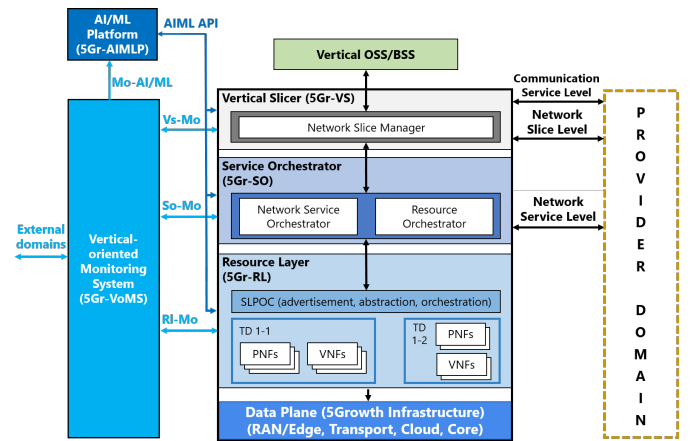 AI/ML
Platform
(5Gr-AIMLP)
AIML API
Mo-AI/ML
Vertical OSS/BSS
Vertical Slicer (5Gr-VS)
Network Slice Manager
Vs-Mo
Communication
Service Level
Network
Slice Level
Service Orchestrator
(5Gr-SO)
Network Service
Orchestrator
Resource
Orchestrator
So-Mo
Network
Service Level
External
domains
Vertical-
oriented
Monitoring
System
(5Gr-VoMS)
Resource Layer
(5Gr-RL)
SLPOC (advertisement, abstraction, orchestration)
Rl-Mo
TD 1-1
PNFs
VNFs
TD
1-2
PNFs
VNFs
Data Plane (5Growth Infrastructure)
(RAN/Edge, Transport, Cloud, Core)
P
R
O
V
I
D
E
R
D
O
M
A
I
N